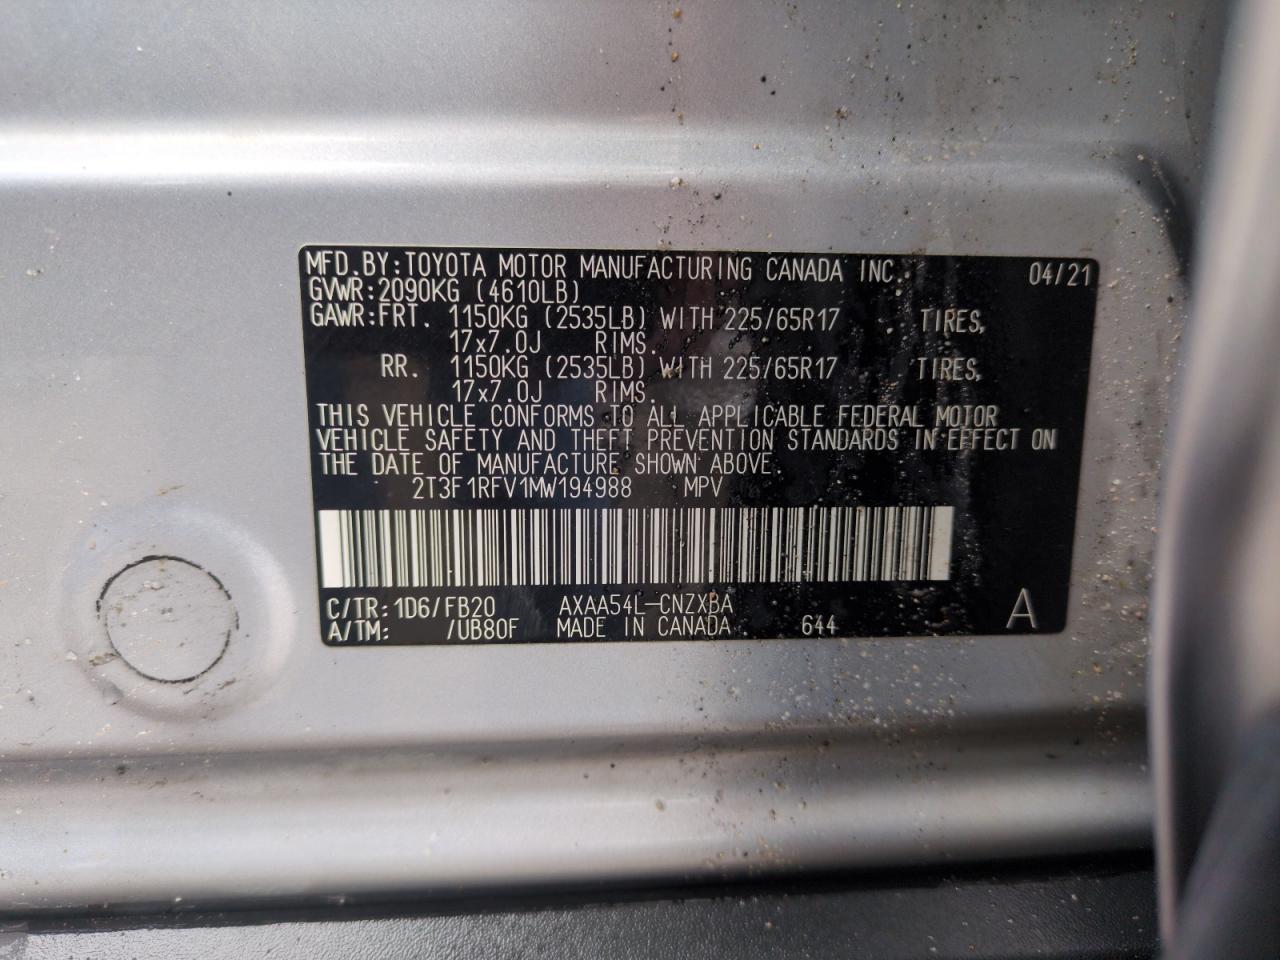 MFD.BY:TOYOTA MOTOR MANUFACTURING CANADA INC. 04/21
GVWR:2090KG (4610LB)
GAWR:FRT. 1150KG (2535LB) WITH 225/65R17 TIRES,
17x7.0J RIMS.
RR. 1150KG (2535LB) WITH 225/65R17 TIRES,
17x7.0J RIMS.
THIS VEHICLE CONFORMS TO ALL APPLICABLE FEDERAL MOTOR
VEHICLE SAFETY AND THEFT PREVENTION STANDARDS IN EFFECT ON
THE DATE OF MANUFACTURE SHOWN ABOVE.
2T3F1RFV1MW194988 MPV
C/TR:1D6/FB20 AXAA54L-CNZXBA A
A/TM: /UB80F MADE IN CANADA 644